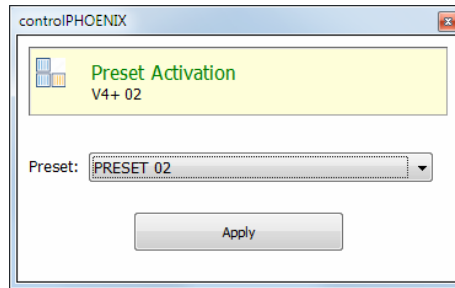 controlPHOENIX
Preset Activation
V4+ 02
Preset: PRESET 02
Apply